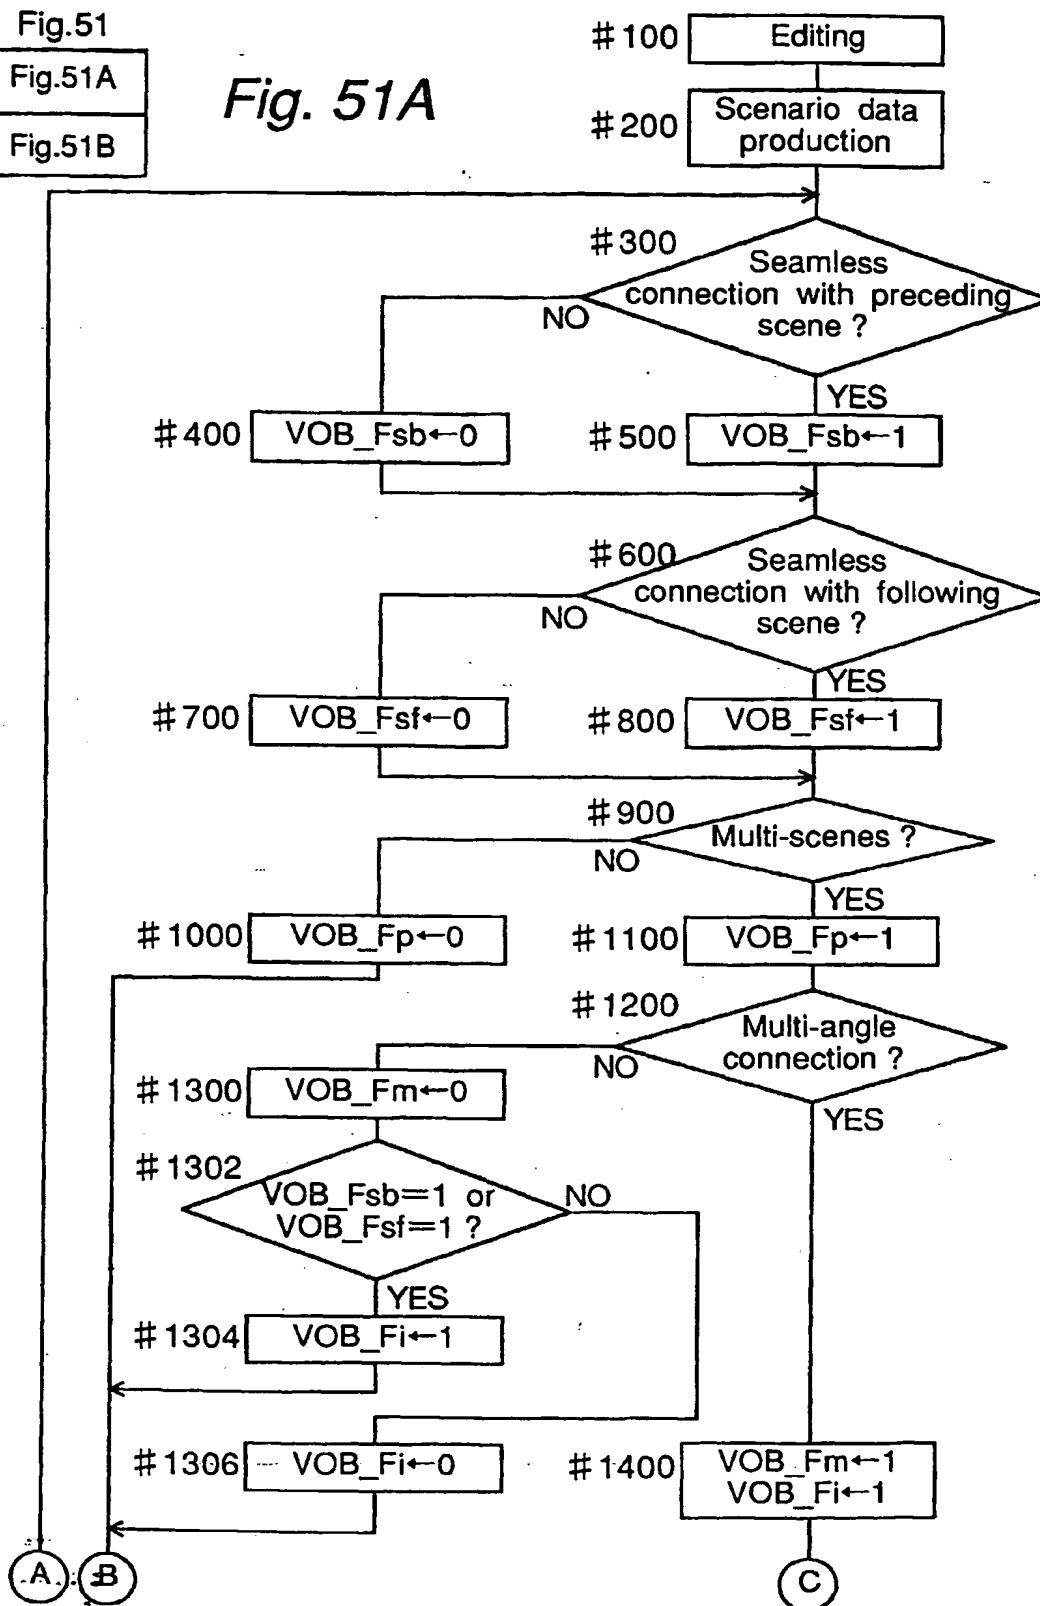 Fig.51
Fig.51A
Fig.51B
Fig. 51A
#100
Editing
#200
Scenario data
production
#300
Seamless
connection with preceding
scene ?
NO
YES
#400
VOB_Fsb←0
#500
VOB_Fsb←1
#600
Seamless
connection with following
scene ?
NO
YES
#700
VOB_Fsf←0
#800
VOB_Fsf←1
#900
Multi-scenes ?
NO
YES
#1000
VOB_Fp←0
#1100
VOB_Fp←1
#1200
Multi-angle
connection ?
NO
YES
#1300
VOB_Fm←0
#1302
VOB_Fsb=1 or
VOB_Fsf=1 ?
NO
YES
#1304
VOB_Fi←1
#1306
VOB_Fi←0
#1400
VOB_Fm←1
VOB_Fi←1
A
B
C